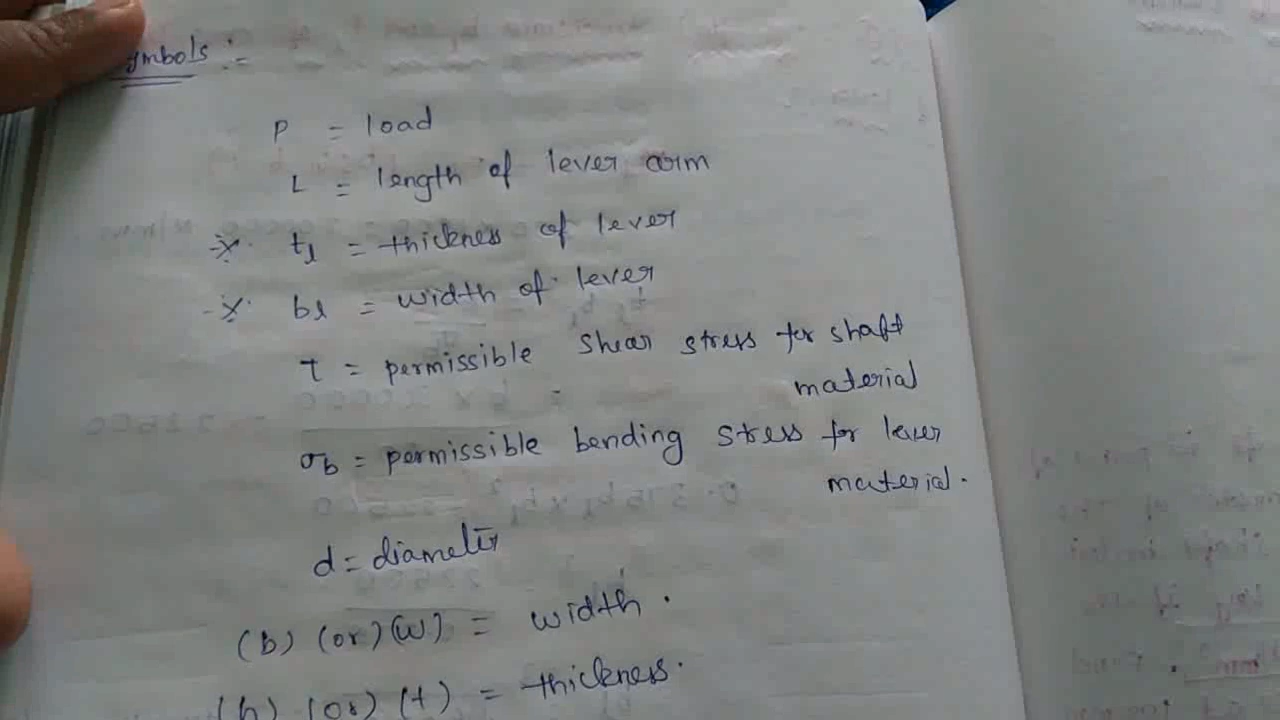 ymbols :-
P = load
L = length of lever arm
※ tl = thickness of lever
※ bl = width of lever
τ = permissible shear stress for shaft
material
σb = permissible bending stress for lever
material.
d = diameter
(b) (or) (w) = width.
(h) (or) (t) = thickness.